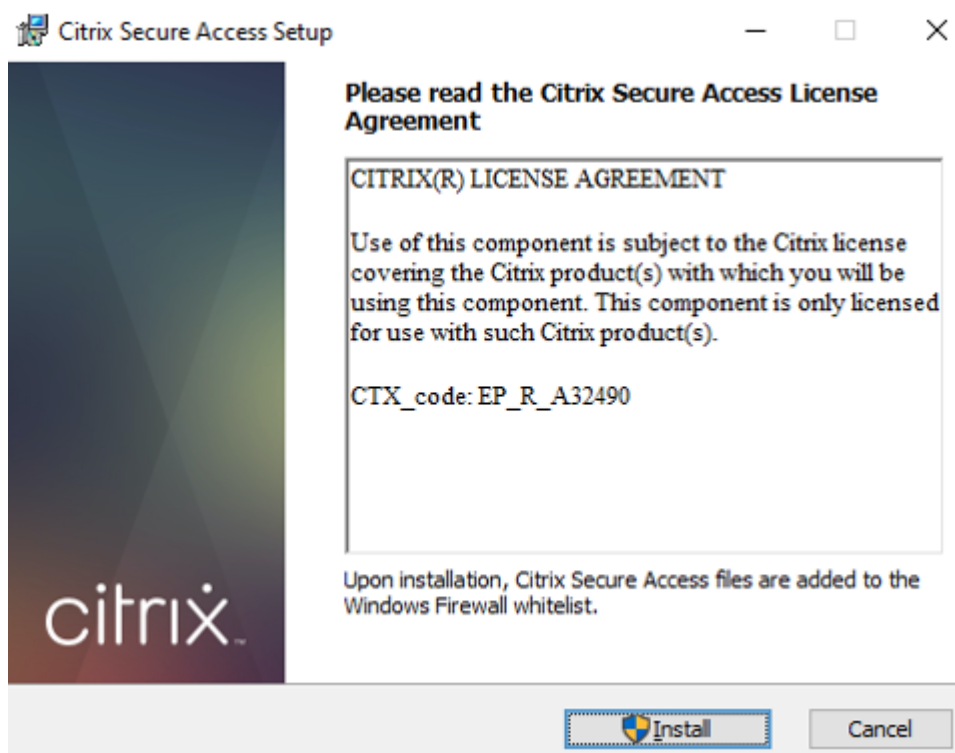 Citrix Secure Access Setup
Please read the Citrix Secure Access License
Agreement
CITRIX(R) LICENSE AGREEMENT
Use of this component is subject to the Citrix license
covering the Citrix product(s) with which you will be
using this component. This component is only licensed
for use with such Citrix product(s).
CTX_code: EP_R_A32490
Upon installation, Citrix Secure Access files are added to the
Windows Firewall whitelist.
citrix™
Install
Cancel